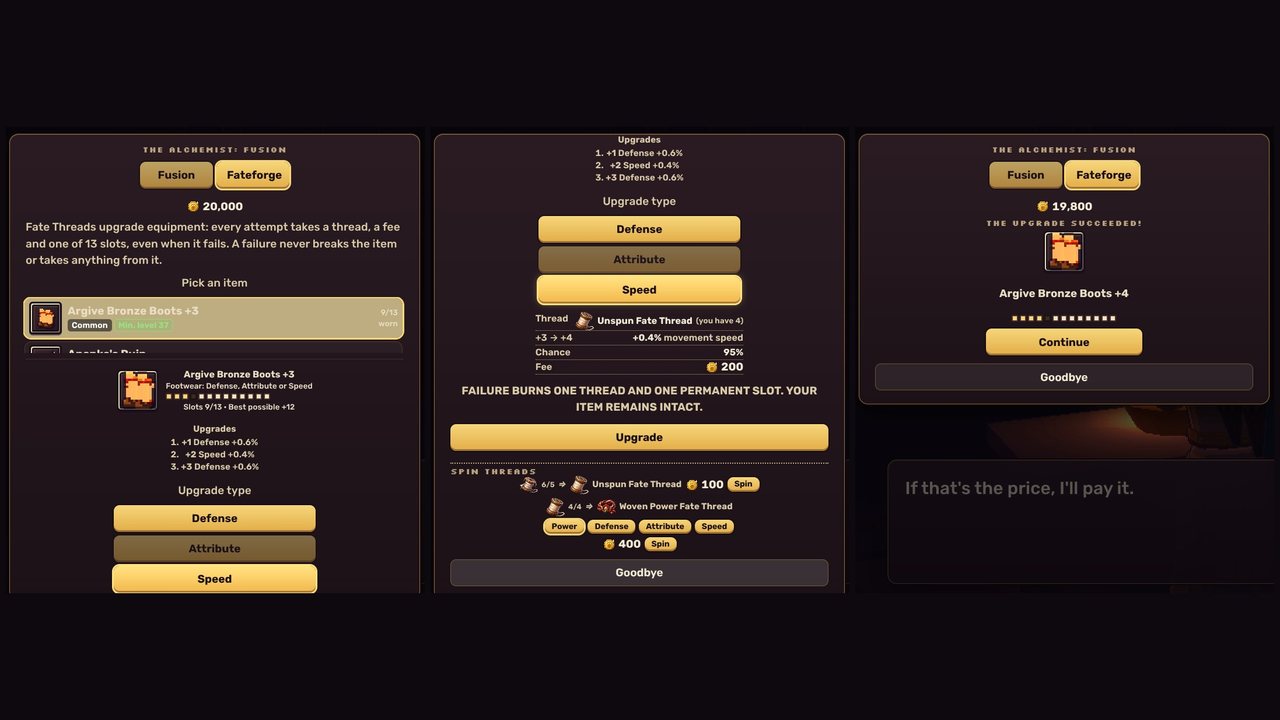 THE ALCHEMIST: FUSION
Fusion
Fateforge
20,000
Fate Threads upgrade equipment: every attempt takes a thread, a fee
and one of 13 slots, even when it fails. A failure never breaks the item
or takes anything from it.
Pick an item
Argive Bronze Boots +3
9/13
Common
Min. level 37
worn
Argive Bronze Boots +3
Footwear: Defense, Attribute or Speed
Slots 9/13 · Best possible +12
Upgrades
1. +1 Defense +0.6%
2. +2 Speed +0.4%
3. +3 Defense +0.6%
Upgrade type
Defense
Attribute
Speed
Upgrades
1. +1 Defense +0.6%
2. +2 Speed +0.4%
3. +3 Defense +0.6%
Upgrade type
Defense
Attribute
Speed
Thread Unspun Fate Thread (you have 4)
+3 → +4 +0.4% movement speed
Chance 95%
Fee 200
FAILURE BURNS ONE THREAD AND ONE PERMANENT SLOT. YOUR
ITEM REMAINS INTACT.
Upgrade
SPIN THREADS
6/5 ⇒ Unspun Fate Thread 100 Spin
4/4 ⇒ Woven Power Fate Thread
Power Defense Attribute Speed
400 Spin
Goodbye
THE ALCHEMIST: FUSION
Fusion
Fateforge
19,800
THE UPGRADE SUCCEEDED!
Argive Bronze Boots +4
Continue
Goodbye
If that's the price, I'll pay it.